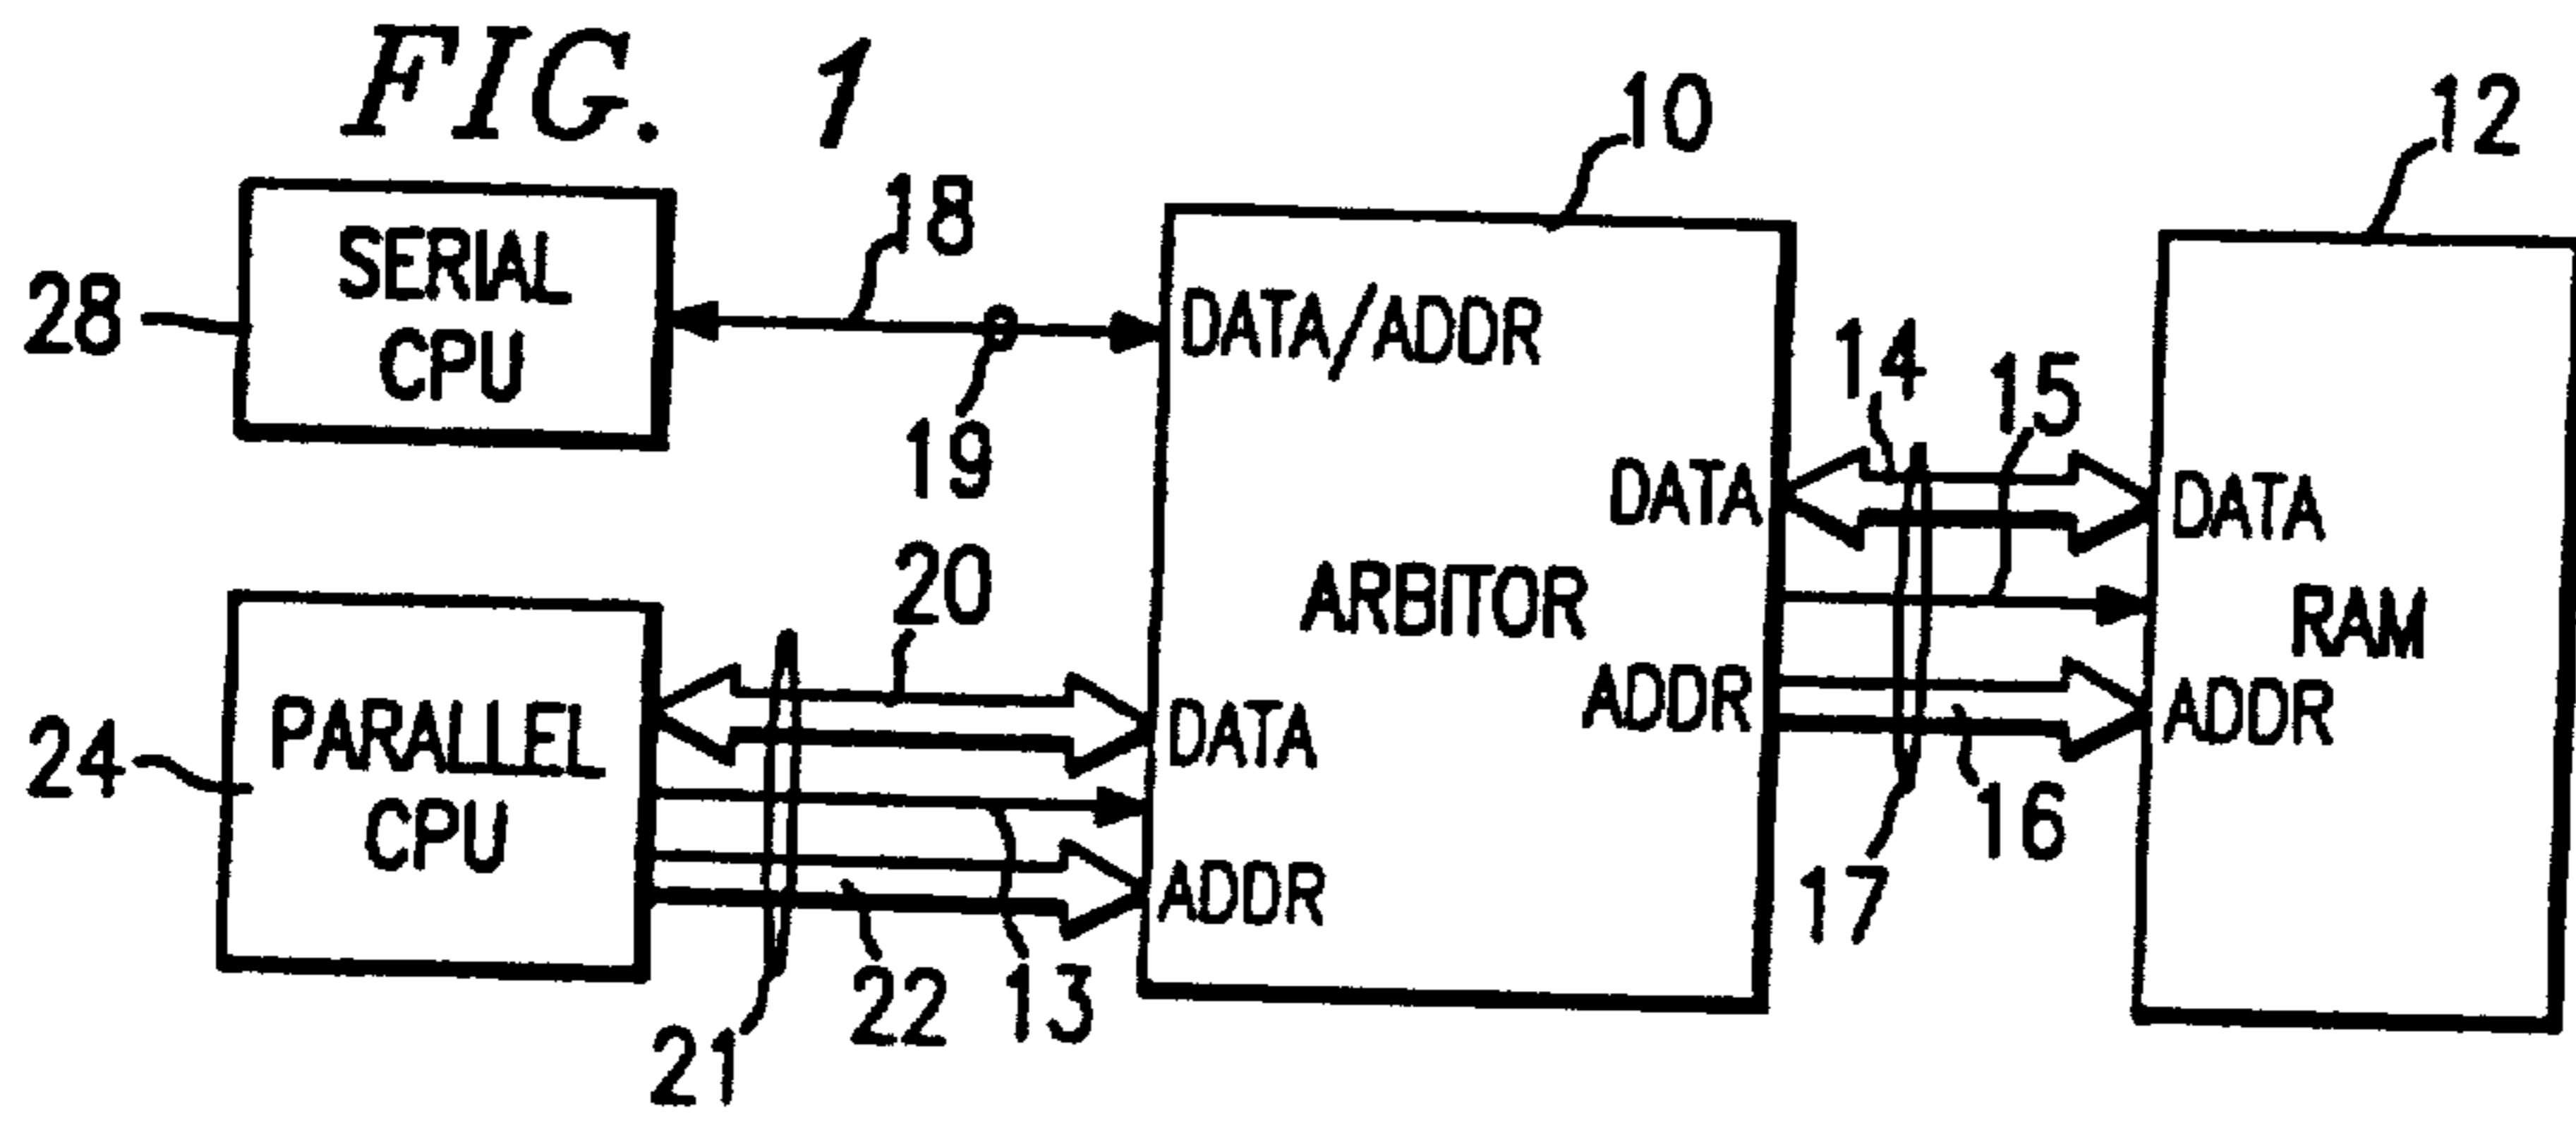 FIG. 1
10
12
18
SERIAL
CPU
28
DATA/ADDR
19
14
15
DATA
DATA
20
ARBITOR
RAM
PARALLEL
CPU
24
DATA
ADDR
ADDR
16
17
ADDR
22
13
21